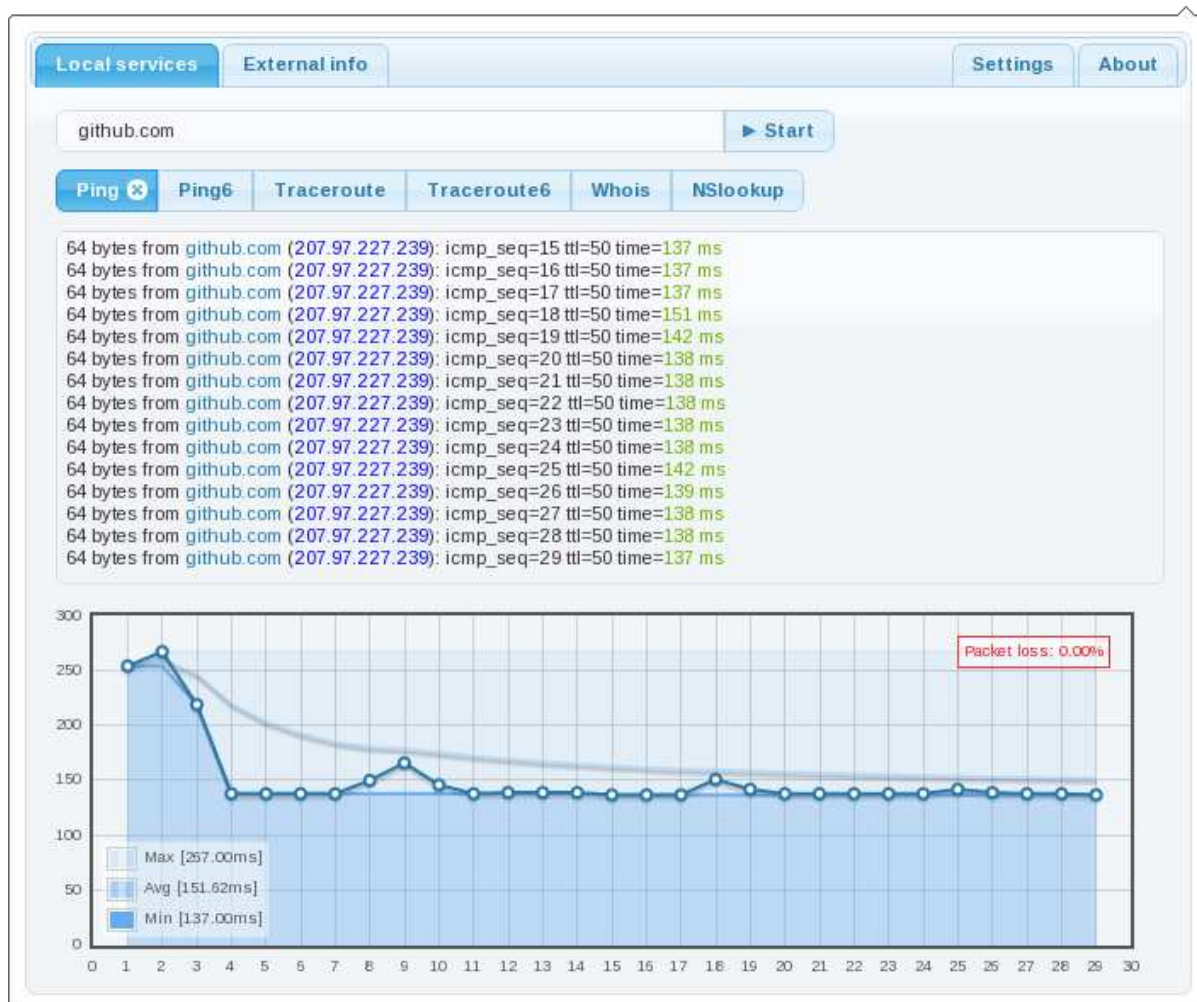 Local services External info Settings About
github.com ► Start
Ping Ping6 Traceroute Traceroute6 Whois NSlookup
64 bytes from github.com (207.97.227.239): icmp_seq=15 ttl=50 time=137 ms
64 bytes from github.com (207.97.227.239): icmp_seq=16 ttl=50 time=137 ms
64 bytes from github.com (207.97.227.239): icmp_seq=17 ttl=50 time=137 ms
64 bytes from github.com (207.97.227.239): icmp_seq=18 ttl=50 time=151 ms
64 bytes from github.com (207.97.227.239): icmp_seq=19 ttl=50 time=142 ms
64 bytes from github.com (207.97.227.239): icmp_seq=20 ttl=50 time=138 ms
64 bytes from github.com (207.97.227.239): icmp_seq=21 ttl=50 time=138 ms
64 bytes from github.com (207.97.227.239): icmp_seq=22 ttl=50 time=138 ms
64 bytes from github.com (207.97.227.239): icmp_seq=23 ttl=50 time=138 ms
64 bytes from github.com (207.97.227.239): icmp_seq=24 ttl=50 time=138 ms
64 bytes from github.com (207.97.227.239): icmp_seq=25 ttl=50 time=142 ms
64 bytes from github.com (207.97.227.239): icmp_seq=26 ttl=50 time=139 ms
64 bytes from github.com (207.97.227.239): icmp_seq=27 ttl=50 time=138 ms
64 bytes from github.com (207.97.227.239): icmp_seq=28 ttl=50 time=138 ms
64 bytes from github.com (207.97.227.239): icmp_seq=29 ttl=50 time=137 ms
300
Packet loss: 0.00%
250
200
150
100
Max [267.00ms]
50 Avg [151.62ms]
Min [137.00ms]
0
0 1 2 3 4 5 6 7 8 9 10 11 12 13 14 15 16 17 18 19 20 21 22 23 24 25 26 27 28 29 30